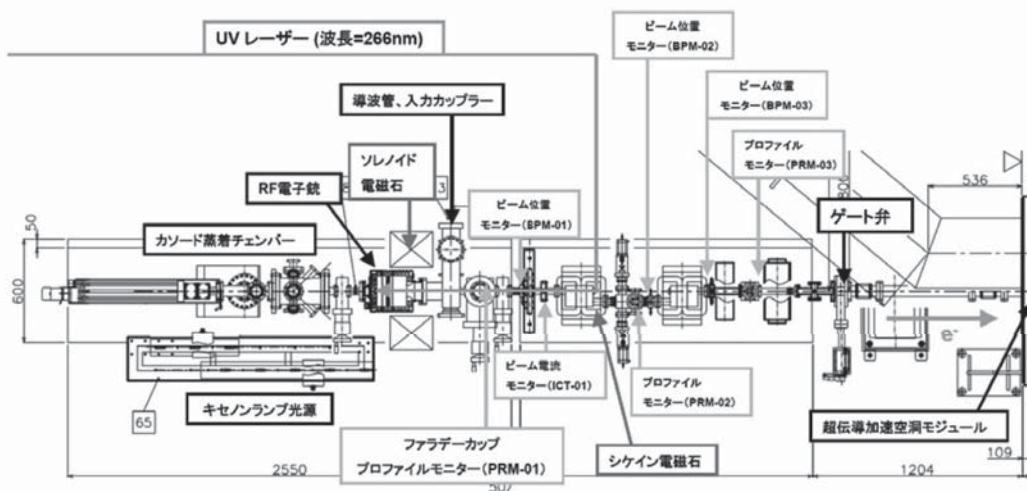 UV レーザー (波長=266nm)
ビーム位置
モニター(BPM-02)
導波管、入力カップラー
ビーム位置
モニター(BPM-03)
ソレノイド
電磁石
プロファイル
モニター(PRM-03)
RF電子銃
3
ビーム位置
モニター(BPM-01)
536
ゲート弁
カソード蒸着チェンバー
50
600
e-
ビーム電流
モニター(ICT-01)
プロファイル
モニター(PRM-02)
65
キセノンランプ光源
超伝導加速空洞モジュール
ファラデーカップ
プロファイルモニター(PRM-01)
シケイン電磁石
109
2550
1204